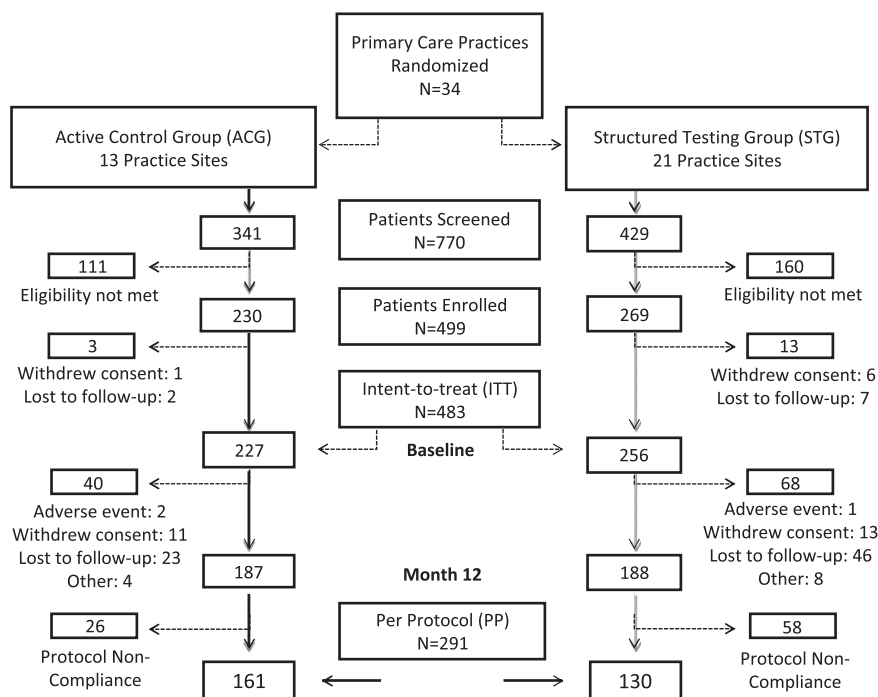 Primary Care Practices
Randomized
N=34
Active Control Group (ACG)
13 Practice Sites
Structured Testing Group (STG)
21 Practice Sites
341
Patients Screened
N=770
429
111
Eligibility not met
160
Eligibility not met
230
Patients Enrolled
N=499
269
3
Withdrew consent: 1
Lost to follow-up: 2
13
Withdrew consent: 6
Lost to follow-up: 7
Intent-to-treat (ITT)
N=483
227
Baseline
256
40
Adverse event: 2
Withdrew consent: 11
Lost to follow-up: 23
Other: 4
68
Adverse event: 1
Withdrew consent: 13
Lost to follow-up: 46
Other: 8
187
Month 12
188
26
Protocol Non-
Compliance
Per Protocol (PP)
N=291
58
Protocol Non-
Compliance
161
130